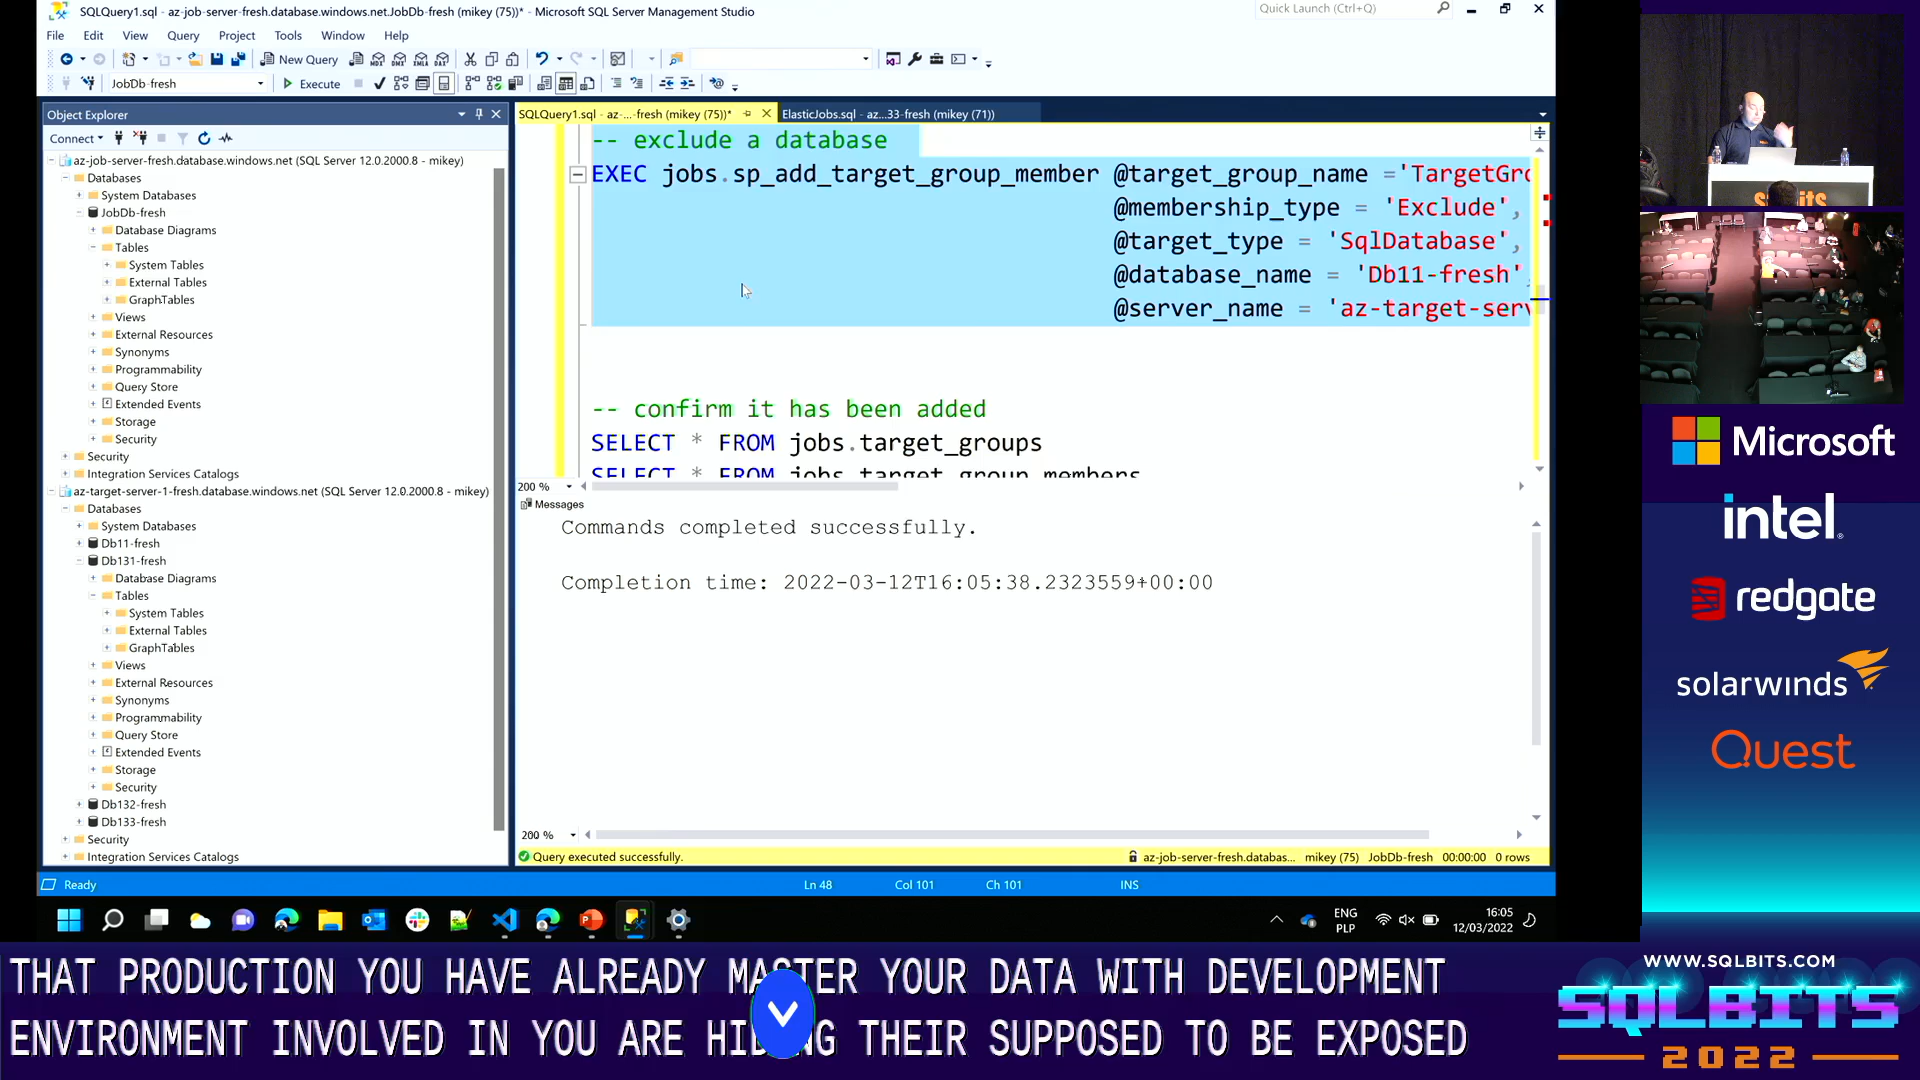 SQLQuery1.sql - az-job-server-fresh.database.windows.net.JobDb-fresh (mikey (75))* - Microsoft SQL Server Management Studio
Quick Launch (Ctrl+Q)
File Edit View Query Project Tools Window Help
New Query
JobDb-fresh
Execute
Object Explorer
Connect
az-job-server-fresh.database.windows.net (SQL Server 12.0.2000.8 - mikey)
Databases
System Databases
JobDb-fresh
Database Diagrams
Tables
System Tables
External Tables
GraphTables
Views
External Resources
Synonyms
Programmability
Query Store
Extended Events
Storage
Security
Security
Integration Services Catalogs
az-target-server-1-fresh.database.windows.net (SQL Server 12.0.2000.8 - mikey)
Databases
System Databases
Db11-fresh
Db131-fresh
Database Diagrams
Tables
System Tables
External Tables
GraphTables
Views
External Resources
Synonyms
Programmability
Query Store
Extended Events
Storage
Security
Db132-fresh
Db133-fresh
Security
Integration Services Catalogs
SQLQuery1.sql - az-...-fresh (mikey (75))*
ElasticJobs.sql - az...33-fresh (mikey (71))
-- exclude a database
EXEC jobs.sp_add_target_group_member @target_group_name ='TargetGro
@membership_type = 'Exclude',
@target_type = 'SqlDatabase',
@database_name = 'Db11-fresh',
@server_name = 'az-target-serv
-- confirm it has been added
SELECT * FROM jobs.target_groups
SELECT * FROM jobs.target_group_members
200 %
Messages
Commands completed successfully.
Completion time: 2022-03-12T16:05:38.2323559+00:00
200 %
Query executed successfully.
az-job-server-fresh.databas... mikey (75) JobDb-fresh 00:00:00 0 rows
Ready
Ln 48 Col 101 Ch 101 INS
ENG
PLP
16:05
12/03/2022
Microsoft
intel.
redgate
solarwinds
Quest
THAT PRODUCTION YOU HAVE ALREADY MASTER YOUR DATA WITH DEVELOPMENT
ENVIRONMENT INVOLVED IN YOU ARE HIDING THEIR SUPPOSED TO BE EXPOSED
WWW.SQLBITS.COM
SQLBITS
2022